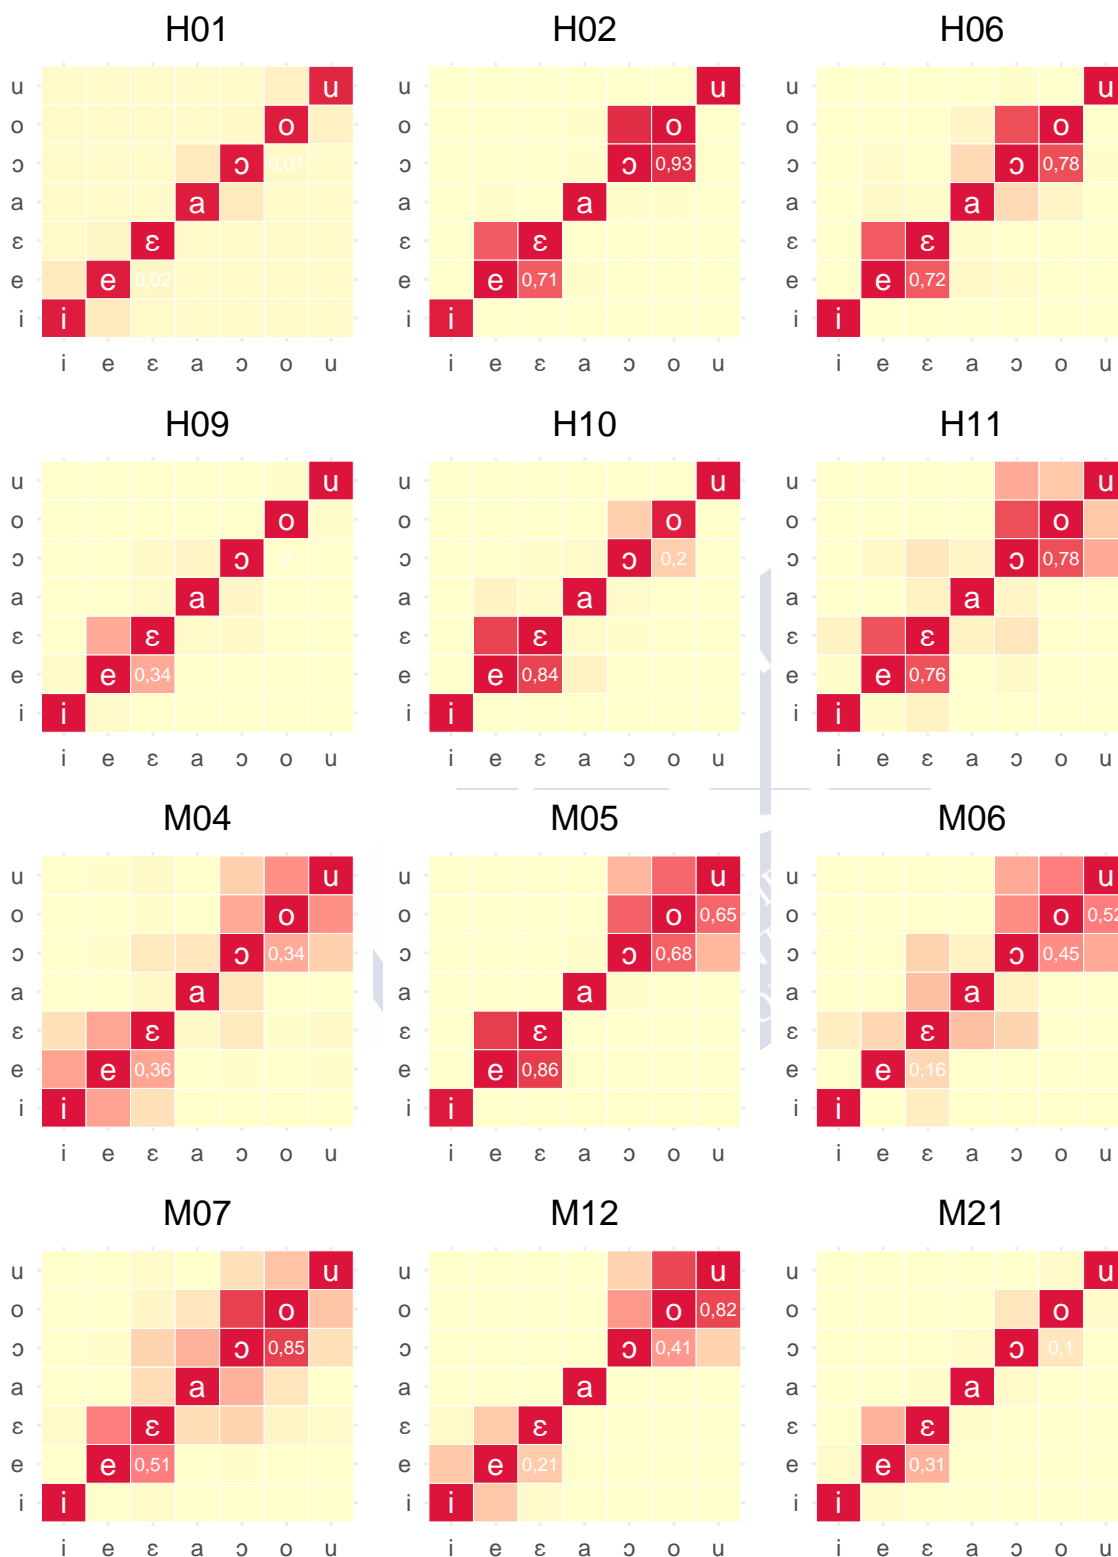 H01 H02 H06
u u u u u u
o o o o o o
ɔ ɔ 0,01 ɔ ɔ 0,93 ɔ ɔ 0,78
a a a a a a
ε ε ε ε ε ε
e e 0,02 e e 0,71 e e 0,72
i i i i i i
i e ε a ɔ o u i e ε a ɔ o u i e ε a ɔ o u
H09 H10 H11
u u u u u u
o o o o o o
ɔ ɔ 0 ɔ ɔ 0,2 ɔ ɔ 0,78
a a a a a a
ε ε ε ε ε ε
e e 0,34 e e 0,84 e e 0,76
i i i i i i
i e ε a ɔ o u i e ε a ɔ o u i e ε a ɔ o u
M04 M05 M06
u u u u u u
o o o o 0,65 o o 0,52
ɔ ɔ 0,34 ɔ ɔ 0,68 ɔ ɔ 0,45
a a a a a a
ε ε ε ε ε ε
e e 0,36 e e 0,86 e e 0,16
i i i i i i
i e ε a ɔ o u i e ε a ɔ o u i e ε a ɔ o u
M07 M12 M21
u u u u u u
o o o o 0,82 o o
ɔ ɔ 0,85 ɔ ɔ 0,41 ɔ ɔ 0,1
a a a a a a
ε ε ε ε ε ε
e e 0,51 e e 0,21 e e 0,31
i i i i i i
i e ε a ɔ o u i e ε a ɔ o u i e ε a ɔ o u